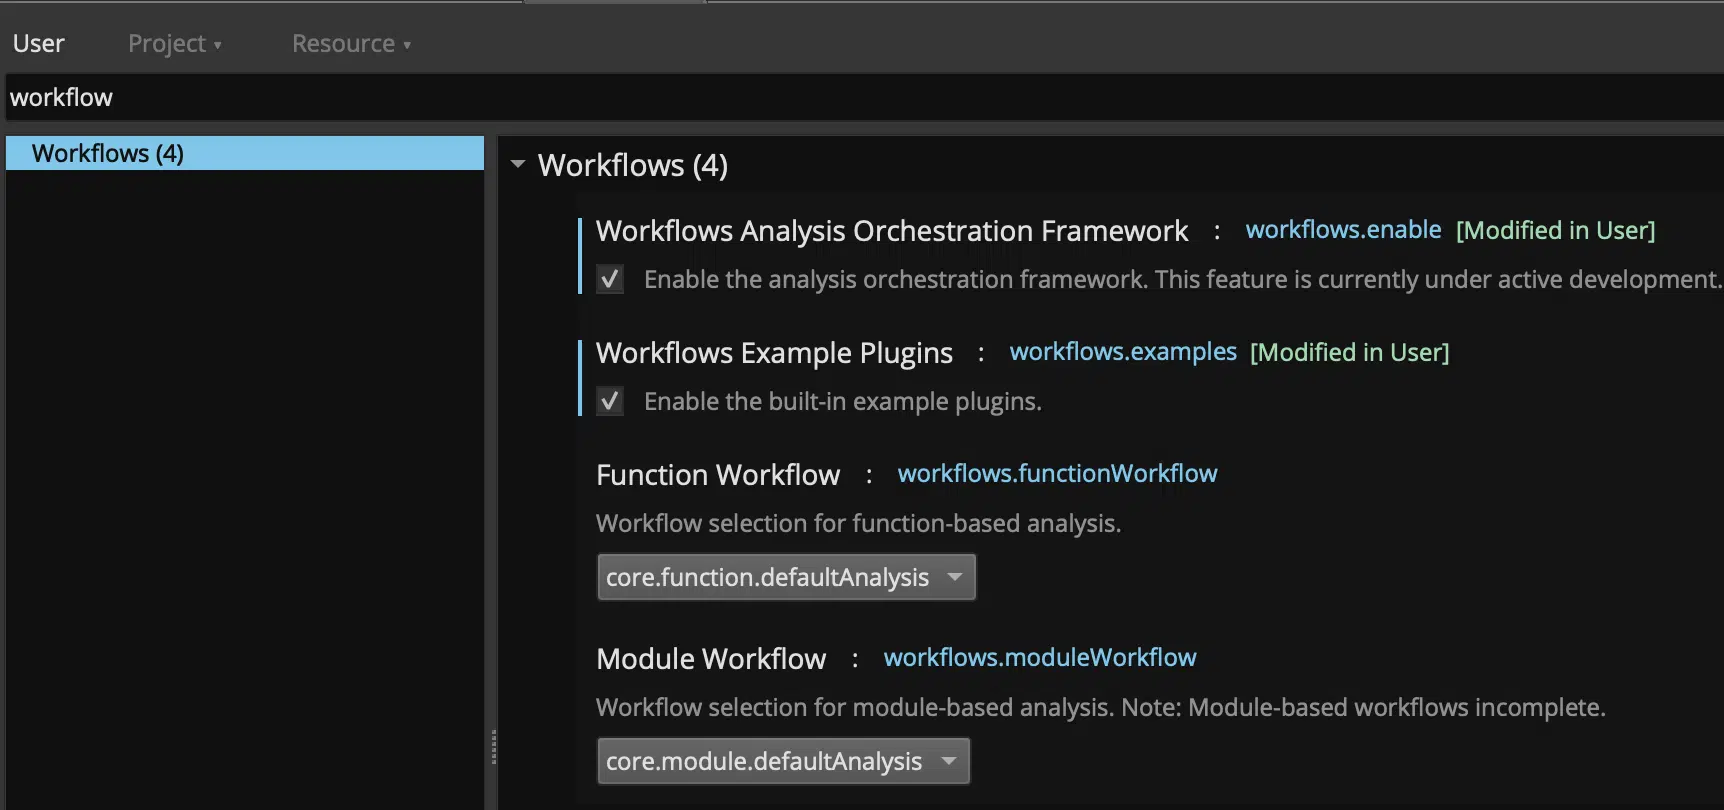 User Project ▾ Resource ▾
workflow
Workflows (4)
Workflows (4)
Workflows Analysis Orchestration Framework : workflows.enable [Modified in User]
Enable the analysis orchestration framework. This feature is currently under active development.
Workflows Example Plugins : workflows.examples [Modified in User]
Enable the built-in example plugins.
Function Workflow : workflows.functionWorkflow
Workflow selection for function-based analysis.
core.function.defaultAnalysis
Module Workflow : workflows.moduleWorkflow
Workflow selection for module-based analysis. Note: Module-based workflows incomplete.
core.module.defaultAnalysis